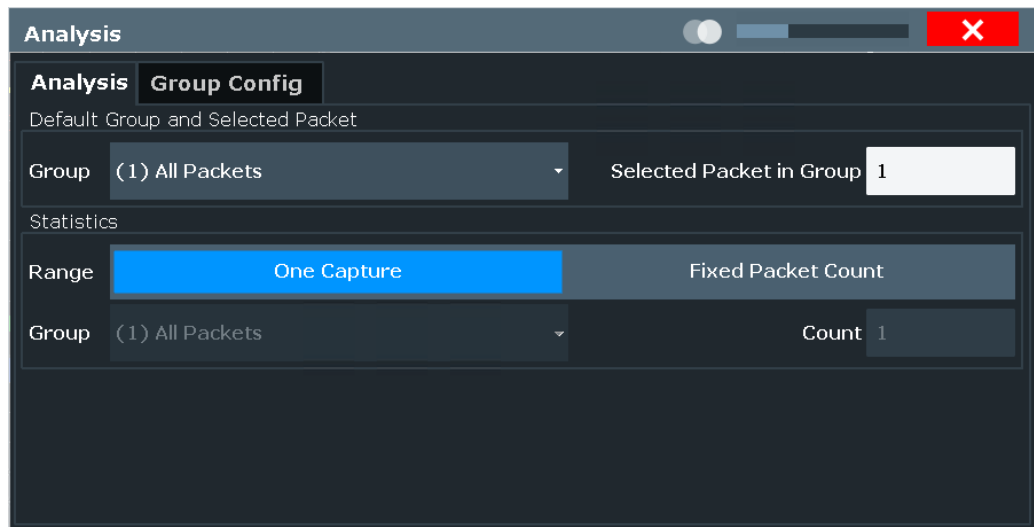 Analysis
Analysis Group Config
Default Group and Selected Packet
Group (1) All Packets Selected Packet in Group 1
Statistics
Range One Capture Fixed Packet Count
Group (1) All Packets Count 1